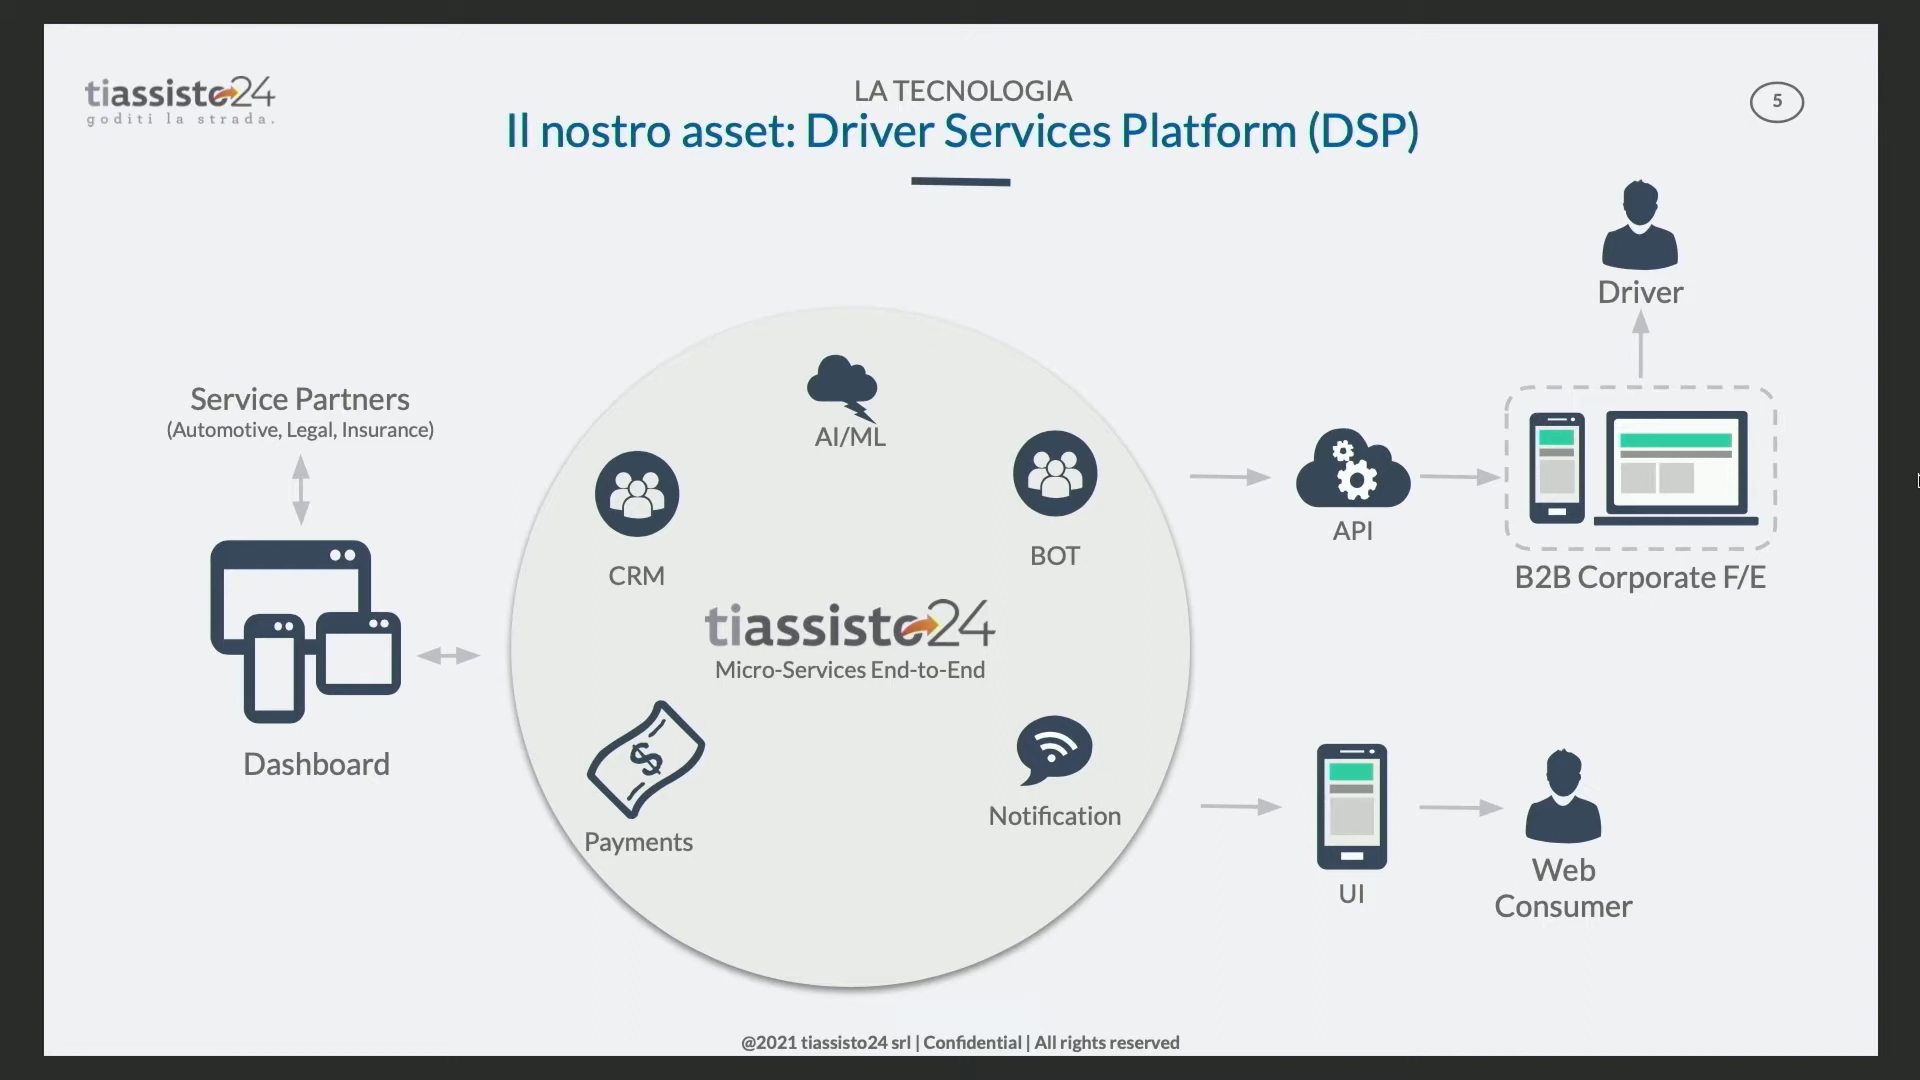 tiassisto24
goditi la strada.
LA TECNOLOGIA
Il nostro asset: Driver Services Platform (DSP)
5
Driver
Service Partners
(Automotive, Legal, Insurance)
AI/ML
CRM
BOT
API
B2B Corporate F/E
tiassisto24
Micro-Services End-to-End
Dashboard
$
Payments
Notification
UI
Web
Consumer
@2021 tiassisto24 srl | Confidential | All rights reserved